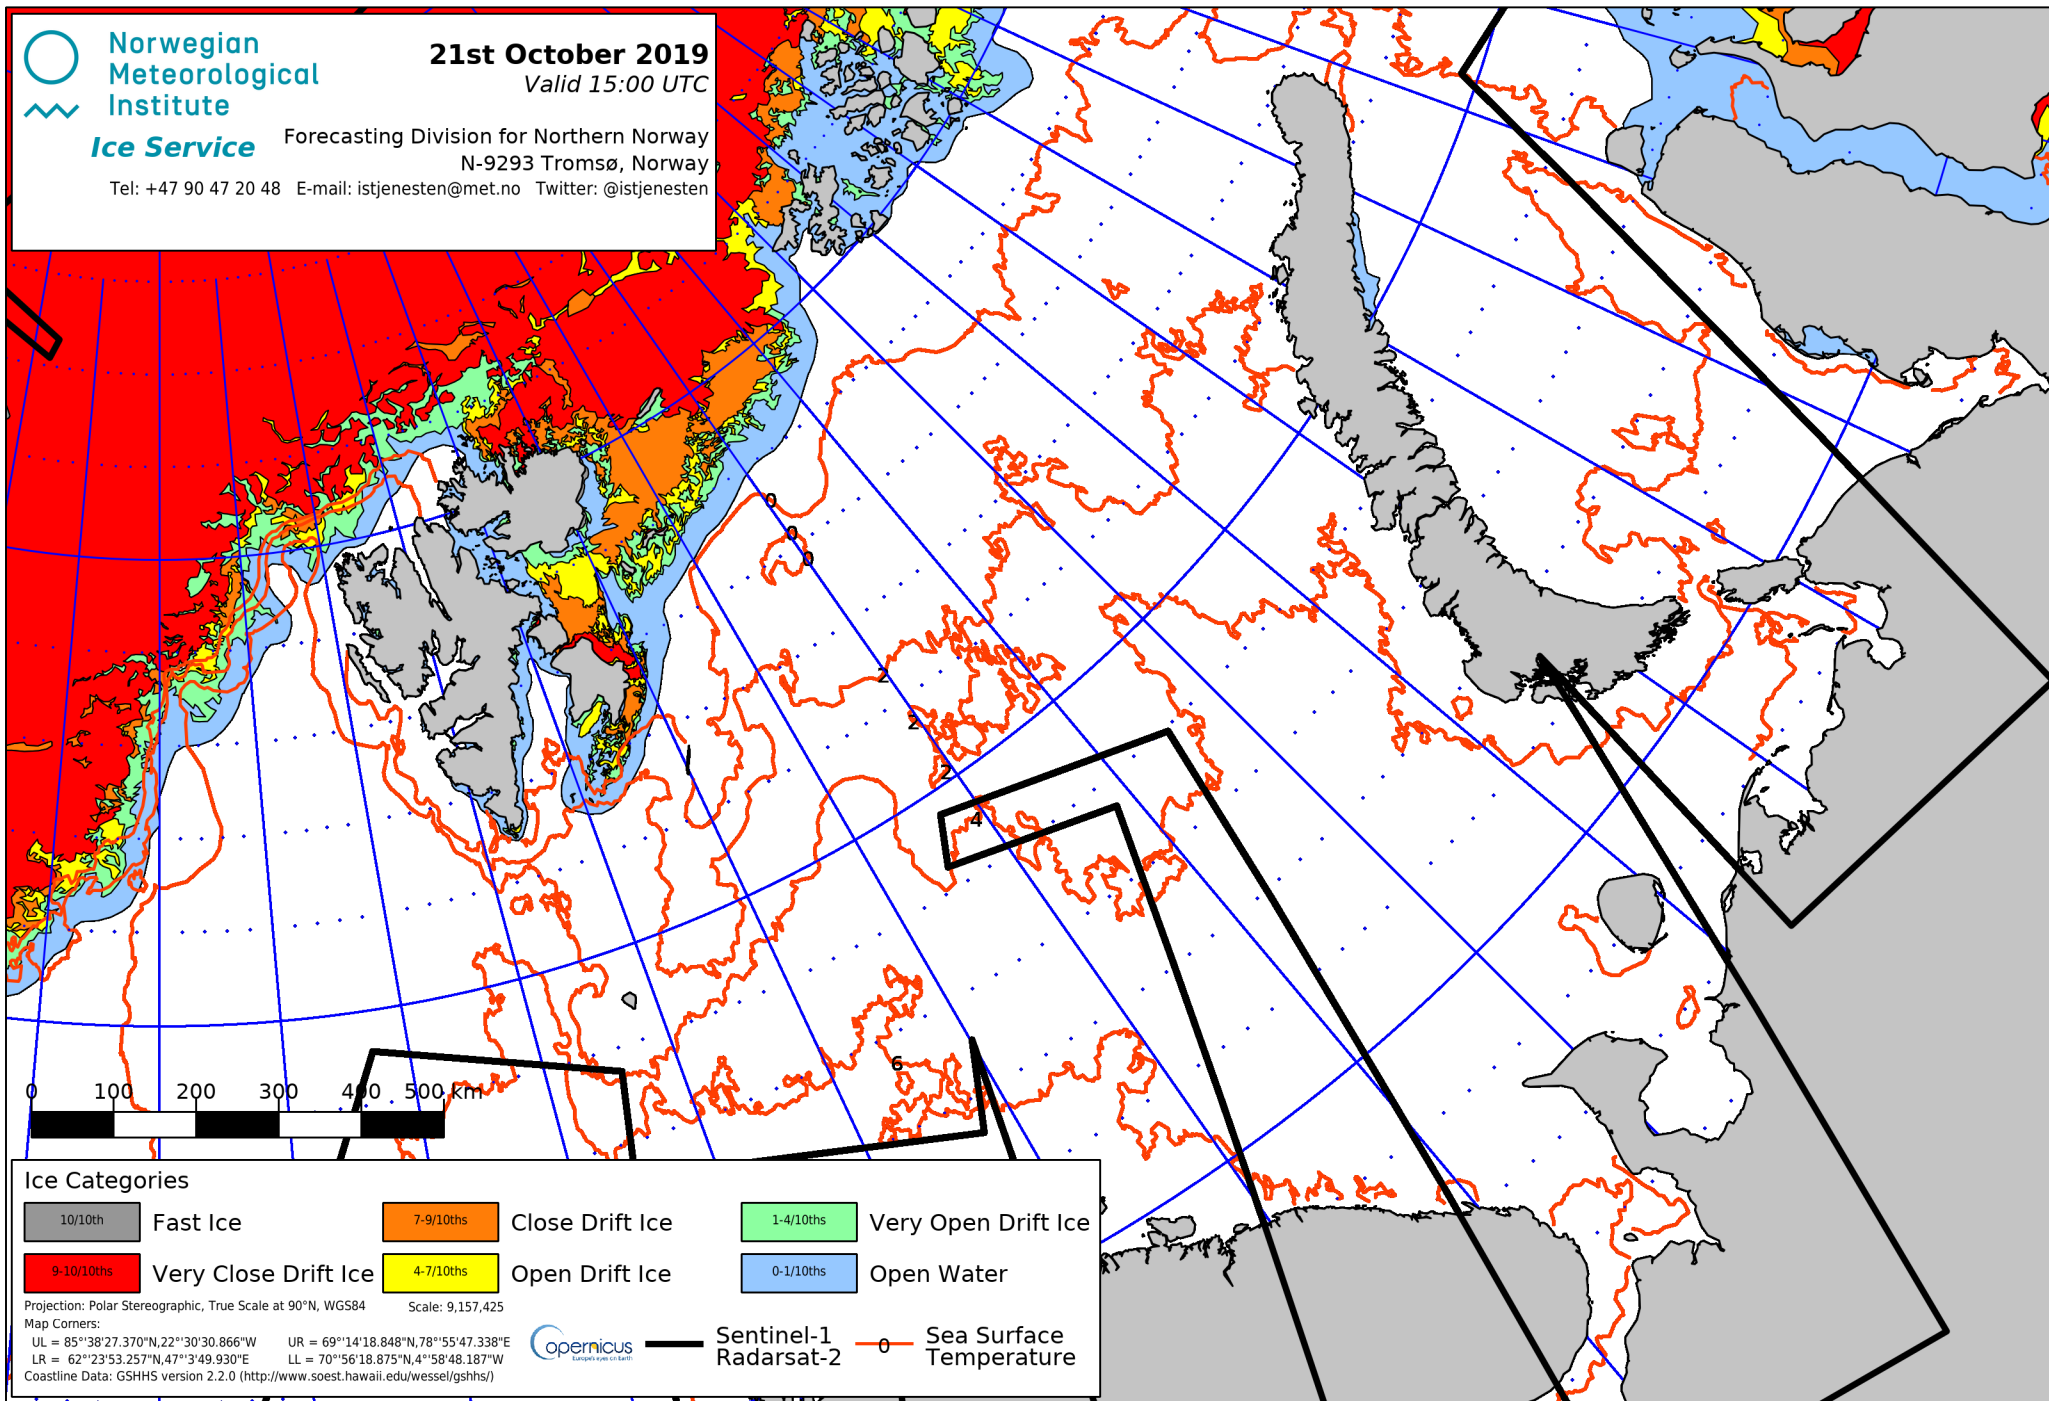 Norwegian
Meteorological
Institute
Ice Service
21st October 2019
Valid 15:00 UTC
Forecasting Division for Northern Norway
N-9293 Tromsø, Norway
Tel: +47 90 47 20 48 E-mail: istjenesten@met.no Twitter: @istjenesten
0
0
0
2
2
2
4
6
0 100 200 300 400 500 km
Ice Categories
10/10th Fast Ice
7-9/10ths Close Drift Ice
1-4/10ths Very Open Drift Ice
9-10/10ths Very Close Drift Ice
4-7/10ths Open Drift Ice
0-1/10ths Open Water
Projection: Polar Stereographic, True Scale at 90°N, WGS84 Scale: 9,157,425
Map Corners:
UL = 85°38'27.370"N,22°30'30.866"W UR = 69°14'18.848"N,78°55'47.338"E
LR = 62°23'53.257"N,47°3'49.930"E LL = 70°56'18.875"N,4°58'48.187"W
Coastline Data: GSHHS version 2.2.0 (http://www.soest.hawaii.edu/wessel/gshhs/)
Copernicus
Europe's eyes on Earth
Sentinel-1
Radarsat-2
0
Sea Surface
Temperature